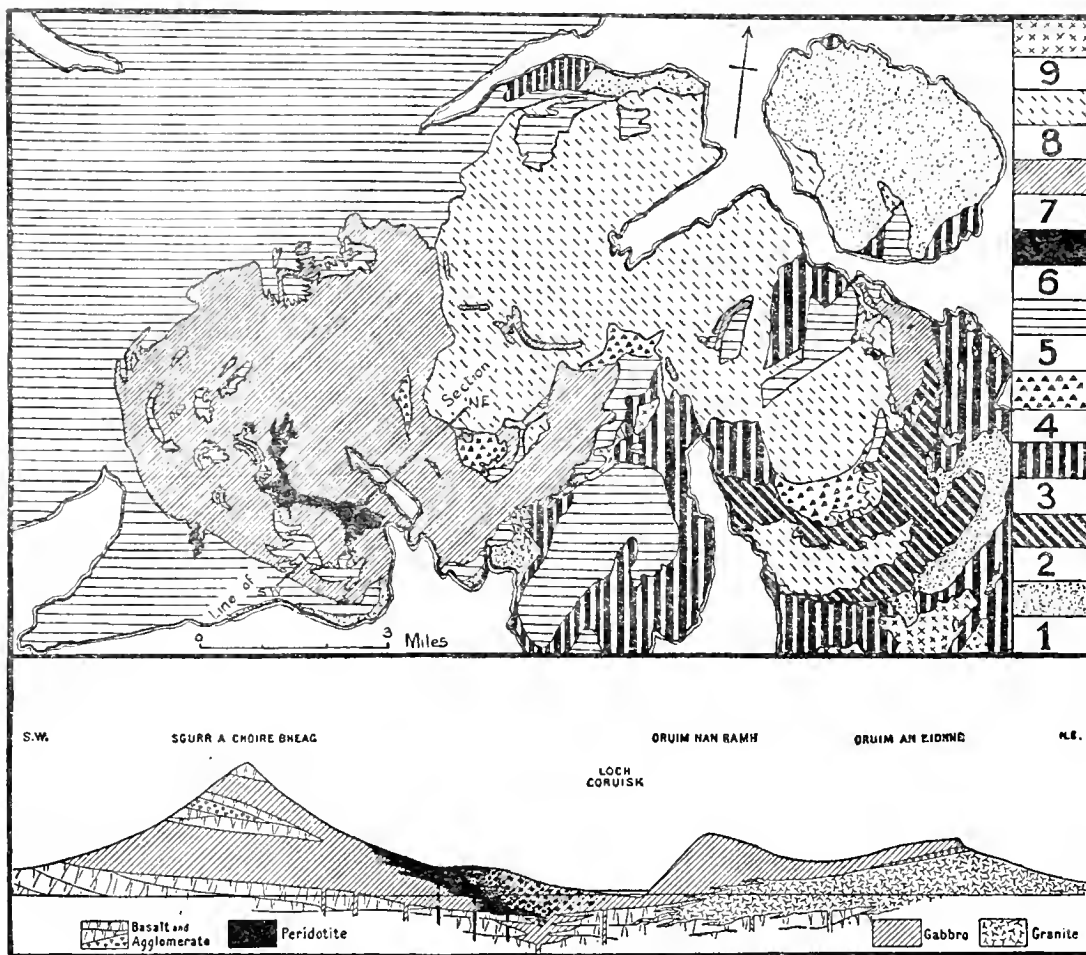 9
8
7
6
5
4
3
2
1
Section
NE
Line of
0 3 Miles
S.W. SGURR A CHOIRE BHEAG DRUIM NAN RAMH DRUIM AN EIDHNE N.E.
LOCH
CORUISK
Basalt and
Agglomerate
Peridotite
Gabbro
Granite